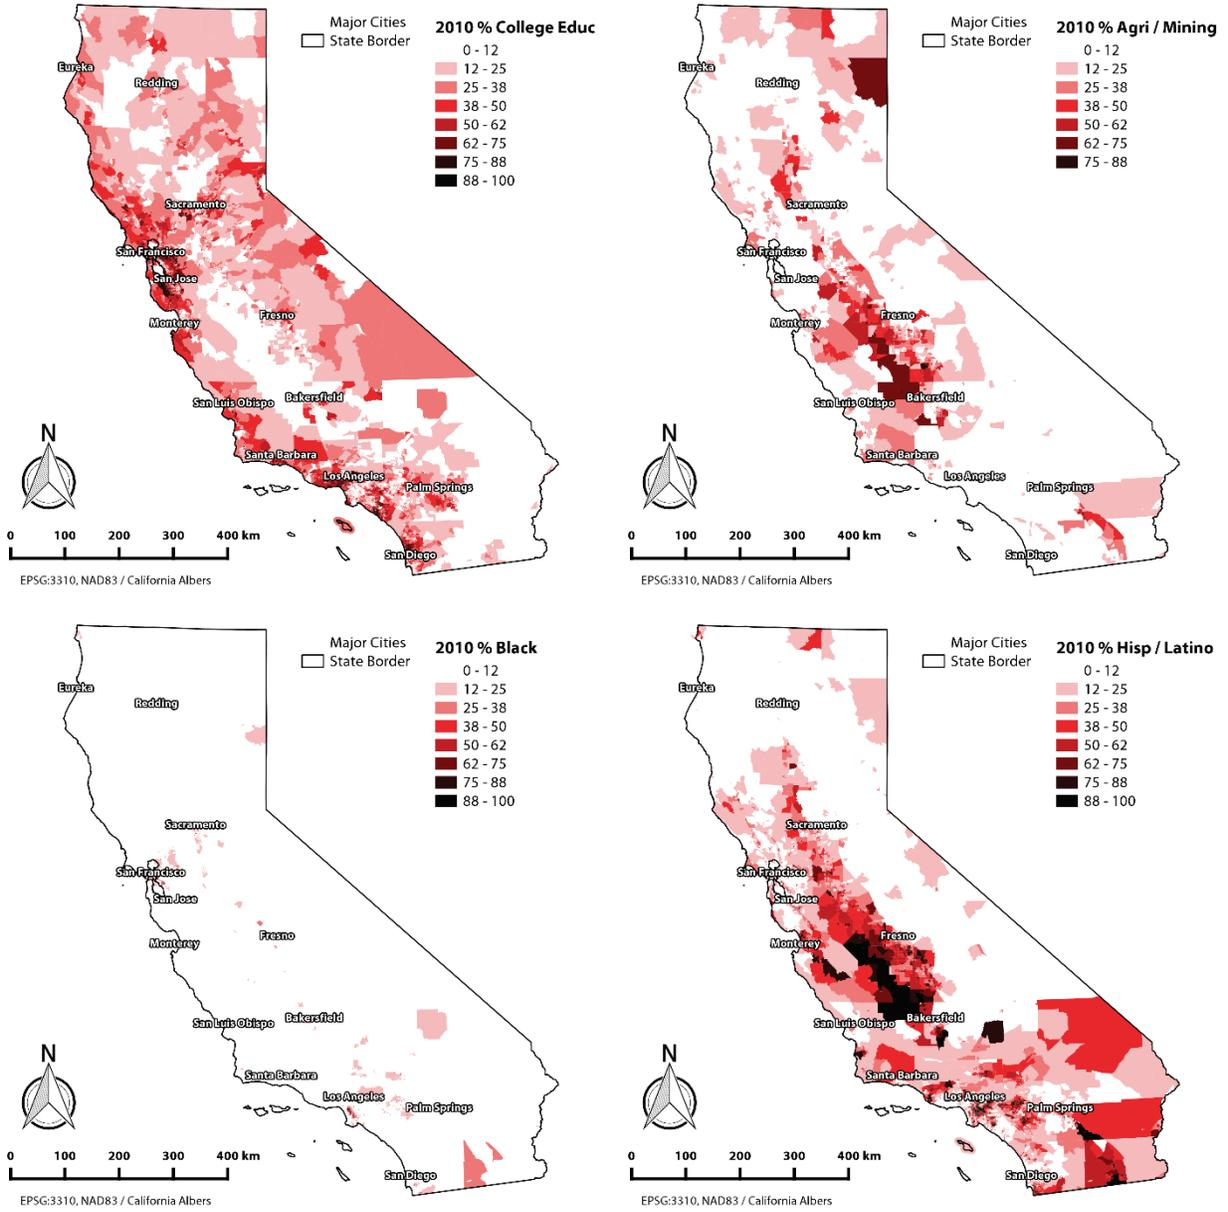 Major Cities
State Border
2010 % College Educ
0 - 12
12 - 25
25 - 38
38 - 50
50 - 62
62 - 75
75 - 88
88 - 100
Eureka
Redding
Sacramento
San Francisco
San Jose
Monterey
Fresno
San Luis Obispo
Bakersfield
Santa Barbara
Los Angeles
Palm Springs
San Diego
N
0 100 200 300 400 km
EPSG:3310, NAD83 / California Albers
Major Cities
State Border
2010 % Agri / Mining
0 - 12
12 - 25
25 - 38
38 - 50
50 - 62
62 - 75
75 - 88
Eureka
Redding
Sacramento
San Francisco
San Jose
Monterey
Fresno
San Luis Obispo
Bakersfield
Santa Barbara
Los Angeles
Palm Springs
San Diego
N
0 100 200 300 400 km
EPSG:3310, NAD83 / California Albers
Major Cities
State Border
2010 % Black
0 - 12
12 - 25
25 - 38
38 - 50
50 - 62
62 - 75
75 - 88
88 - 100
Eureka
Redding
Sacramento
San Francisco
San Jose
Monterey
Fresno
San Luis Obispo
Bakersfield
Santa Barbara
Los Angeles
Palm Springs
San Diego
N
0 100 200 300 400 km
EPSG:3310, NAD83 / California Albers
Major Cities
State Border
2010 % Hisp / Latino
0 - 12
12 - 25
25 - 38
38 - 50
50 - 62
62 - 75
75 - 88
88 - 100
Eureka
Redding
Sacramento
San Francisco
San Jose
Monterey
Fresno
San Luis Obispo
Bakersfield
Santa Barbara
Los Angeles
Palm Springs
San Diego
N
0 100 200 300 400 km
EPSG:3310, NAD83 / California Albers